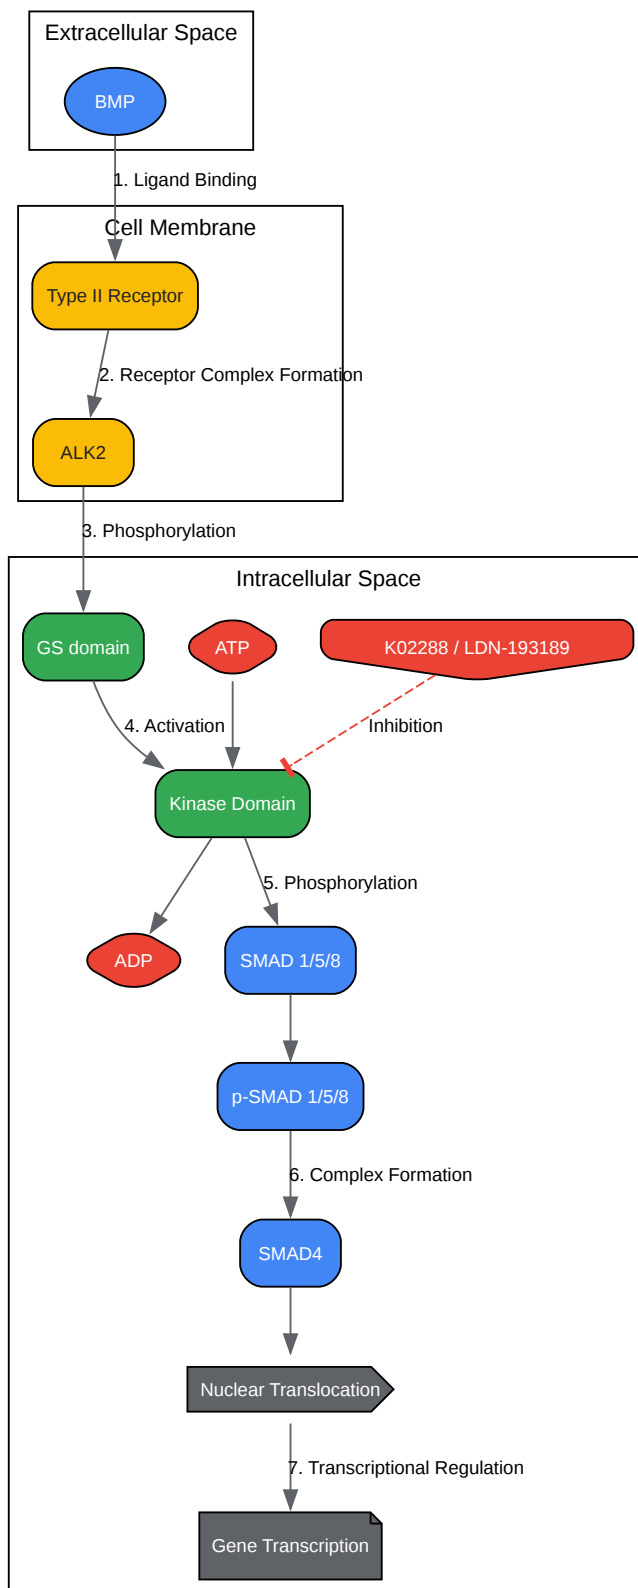 Extracellular Space
BMP
1. Ligand Binding
Cell Membrane
Type II Receptor
2. Receptor Complex Formation
ALK2
3. Phosphorylation
Intracellular Space
GS domain
ATP
K02288 / LDN-193189
4. Activation
Inhibition
Kinase Domain
5. Phosphorylation
ADP
SMAD 1/5/8
p-SMAD 1/5/8
6. Complex Formation
SMAD4
Nuclear Translocation
7. Transcriptional Regulation
Gene Transcription